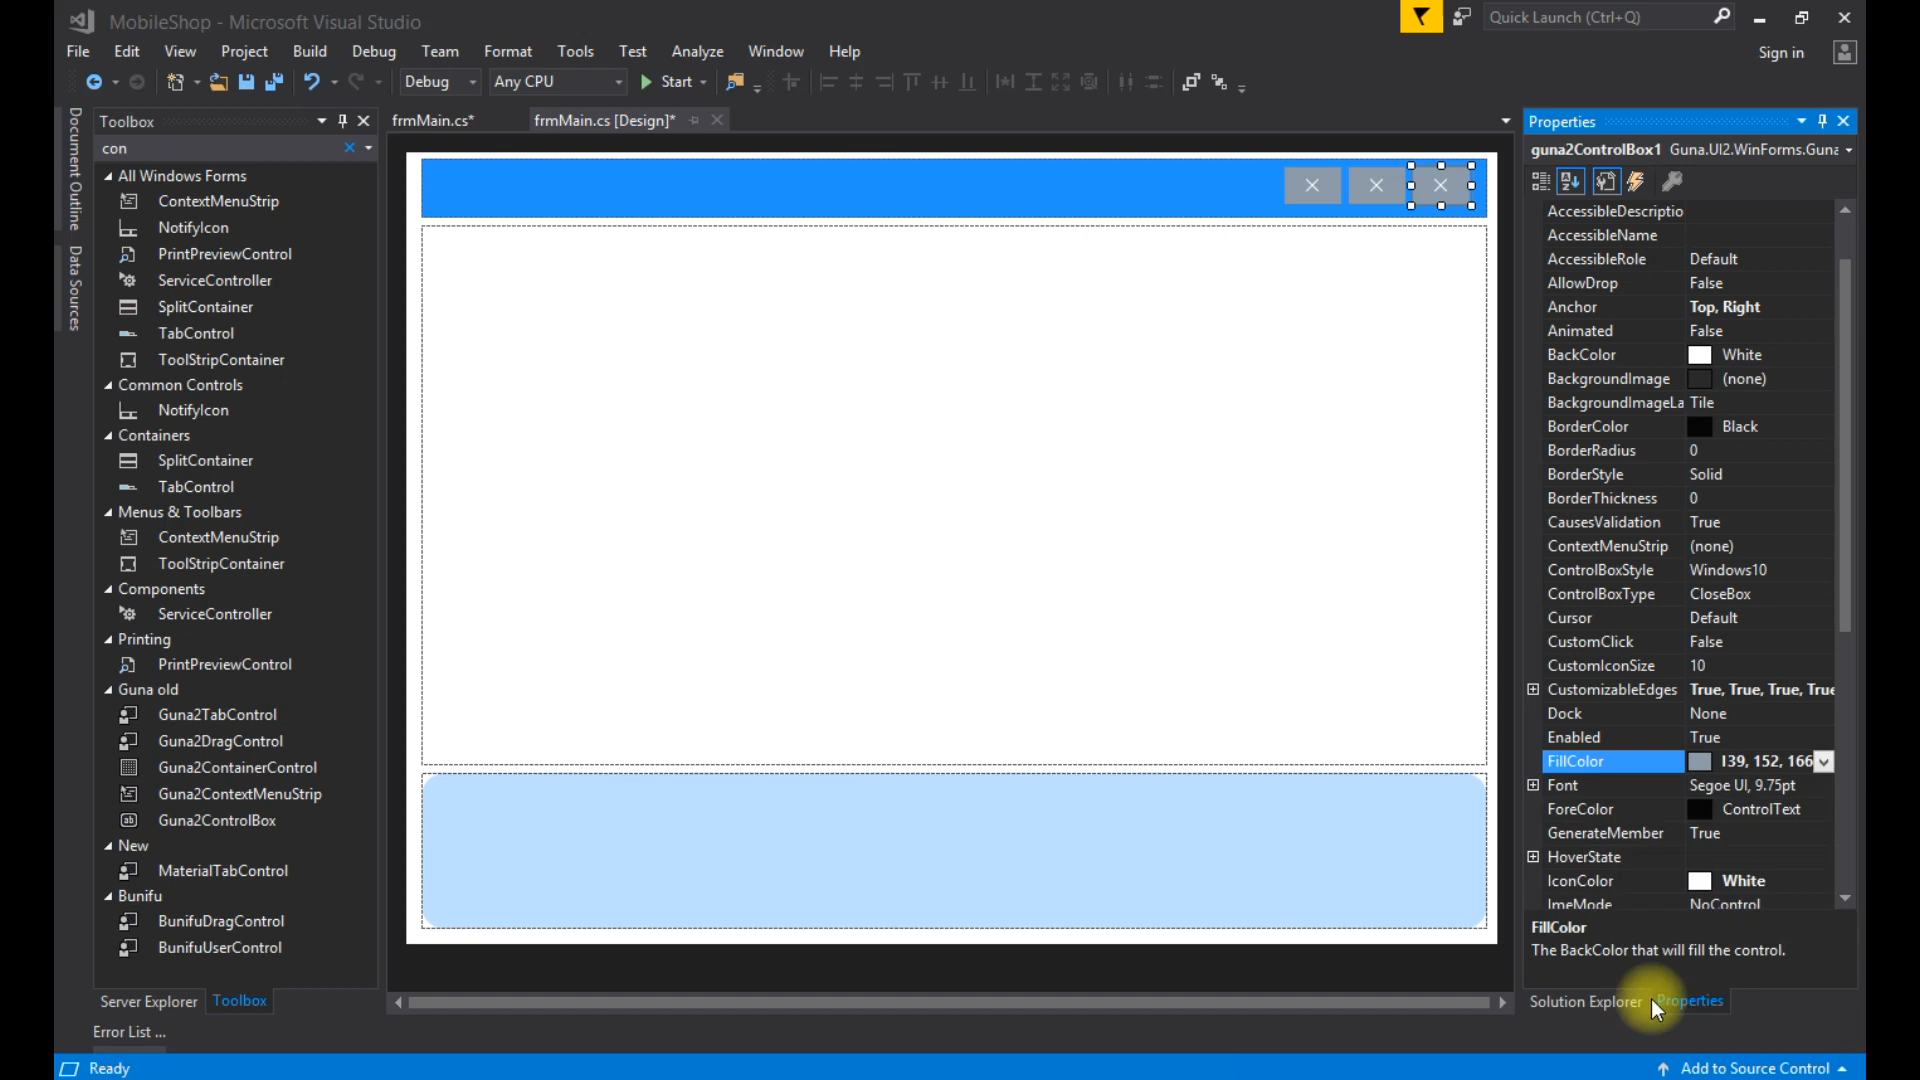 MobileShop - Microsoft Visual Studio
Quick Launch (Ctrl+Q)
File Edit View Project Build Debug Team Format Tools Test Analyze Window Help
Sign in
Debug Any CPU Start
Document Outline
Data Sources
Toolbox
con
All Windows Forms
ContextMenuStrip
NotifyIcon
PrintPreviewControl
ServiceController
SplitContainer
TabControl
ToolStripContainer
Common Controls
NotifyIcon
Containers
SplitContainer
TabControl
Menus & Toolbars
ContextMenuStrip
ToolStripContainer
Components
ServiceController
Printing
PrintPreviewControl
Guna old
Guna2TabControl
Guna2DragControl
Guna2ContainerControl
Guna2ContextMenuStrip
Guna2ControlBox
New
MaterialTabControl
Bunifu
BunifuDragControl
BunifuUserControl
Server Explorer Toolbox
Error List ...
frmMain.cs* frmMain.cs [Design]*
Properties
guna2ControlBox1 Guna.UI2.WinForms.Guna
AccessibleDescriptio
AccessibleName
AccessibleRole Default
AllowDrop False
Anchor Top, Right
Animated False
BackColor White
BackgroundImage (none)
BackgroundImageLa Tile
BorderColor Black
BorderRadius 0
BorderStyle Solid
BorderThickness 0
CausesValidation True
ContextMenuStrip (none)
ControlBoxStyle Windows10
ControlBoxType CloseBox
Cursor Default
CustomClick False
CustomIconSize 10
CustomizableEdges True, True, True, True
Dock None
Enabled True
FillColor 139, 152, 166
Font Segoe UI, 9.75pt
ForeColor ControlText
GenerateMember True
HoverState
IconColor White
ImeMode NoControl
FillColor
The BackColor that will fill the control.
Solution Explorer Properties
Ready
Add to Source Control